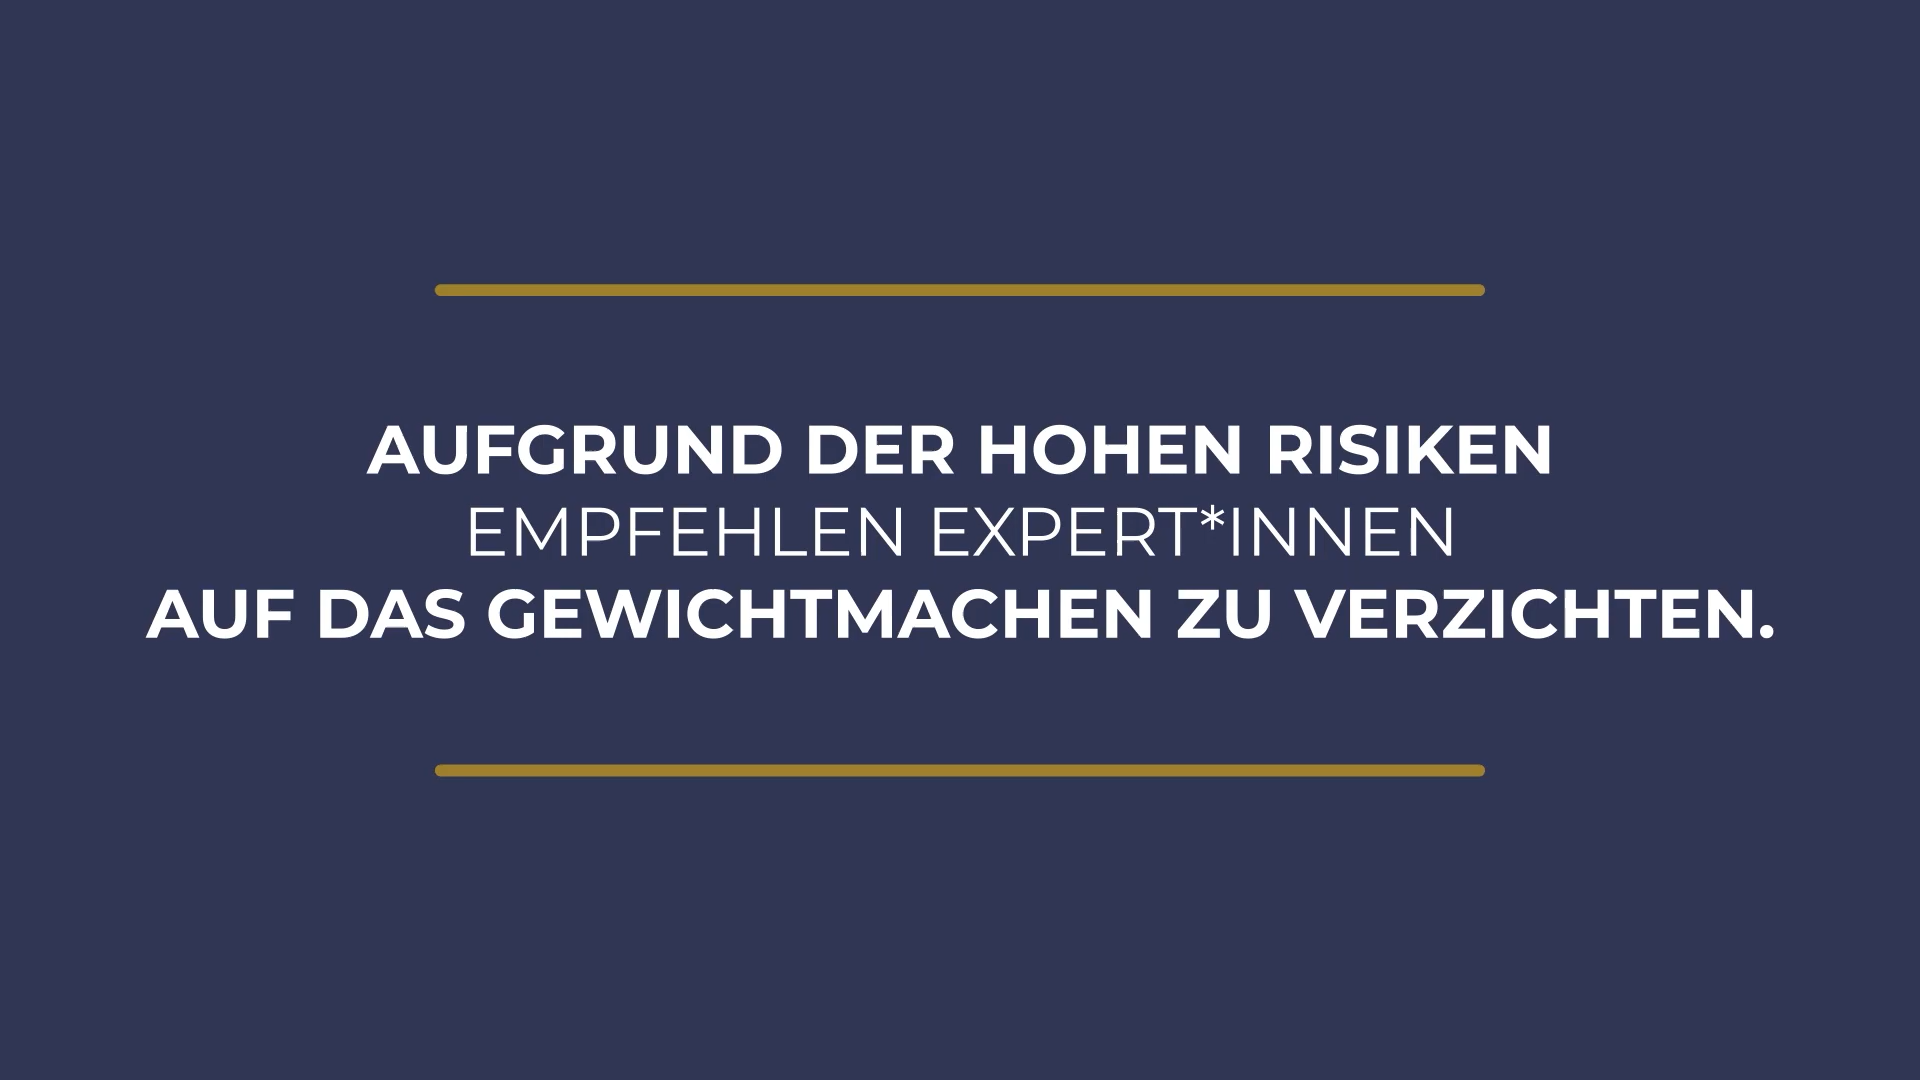 AUFGRUND DER HOHEN RISIKEN
EMPFEHLEN EXPERT*INNEN
AUF DAS GEWICHTMACHEN ZU VERZICHTEN.